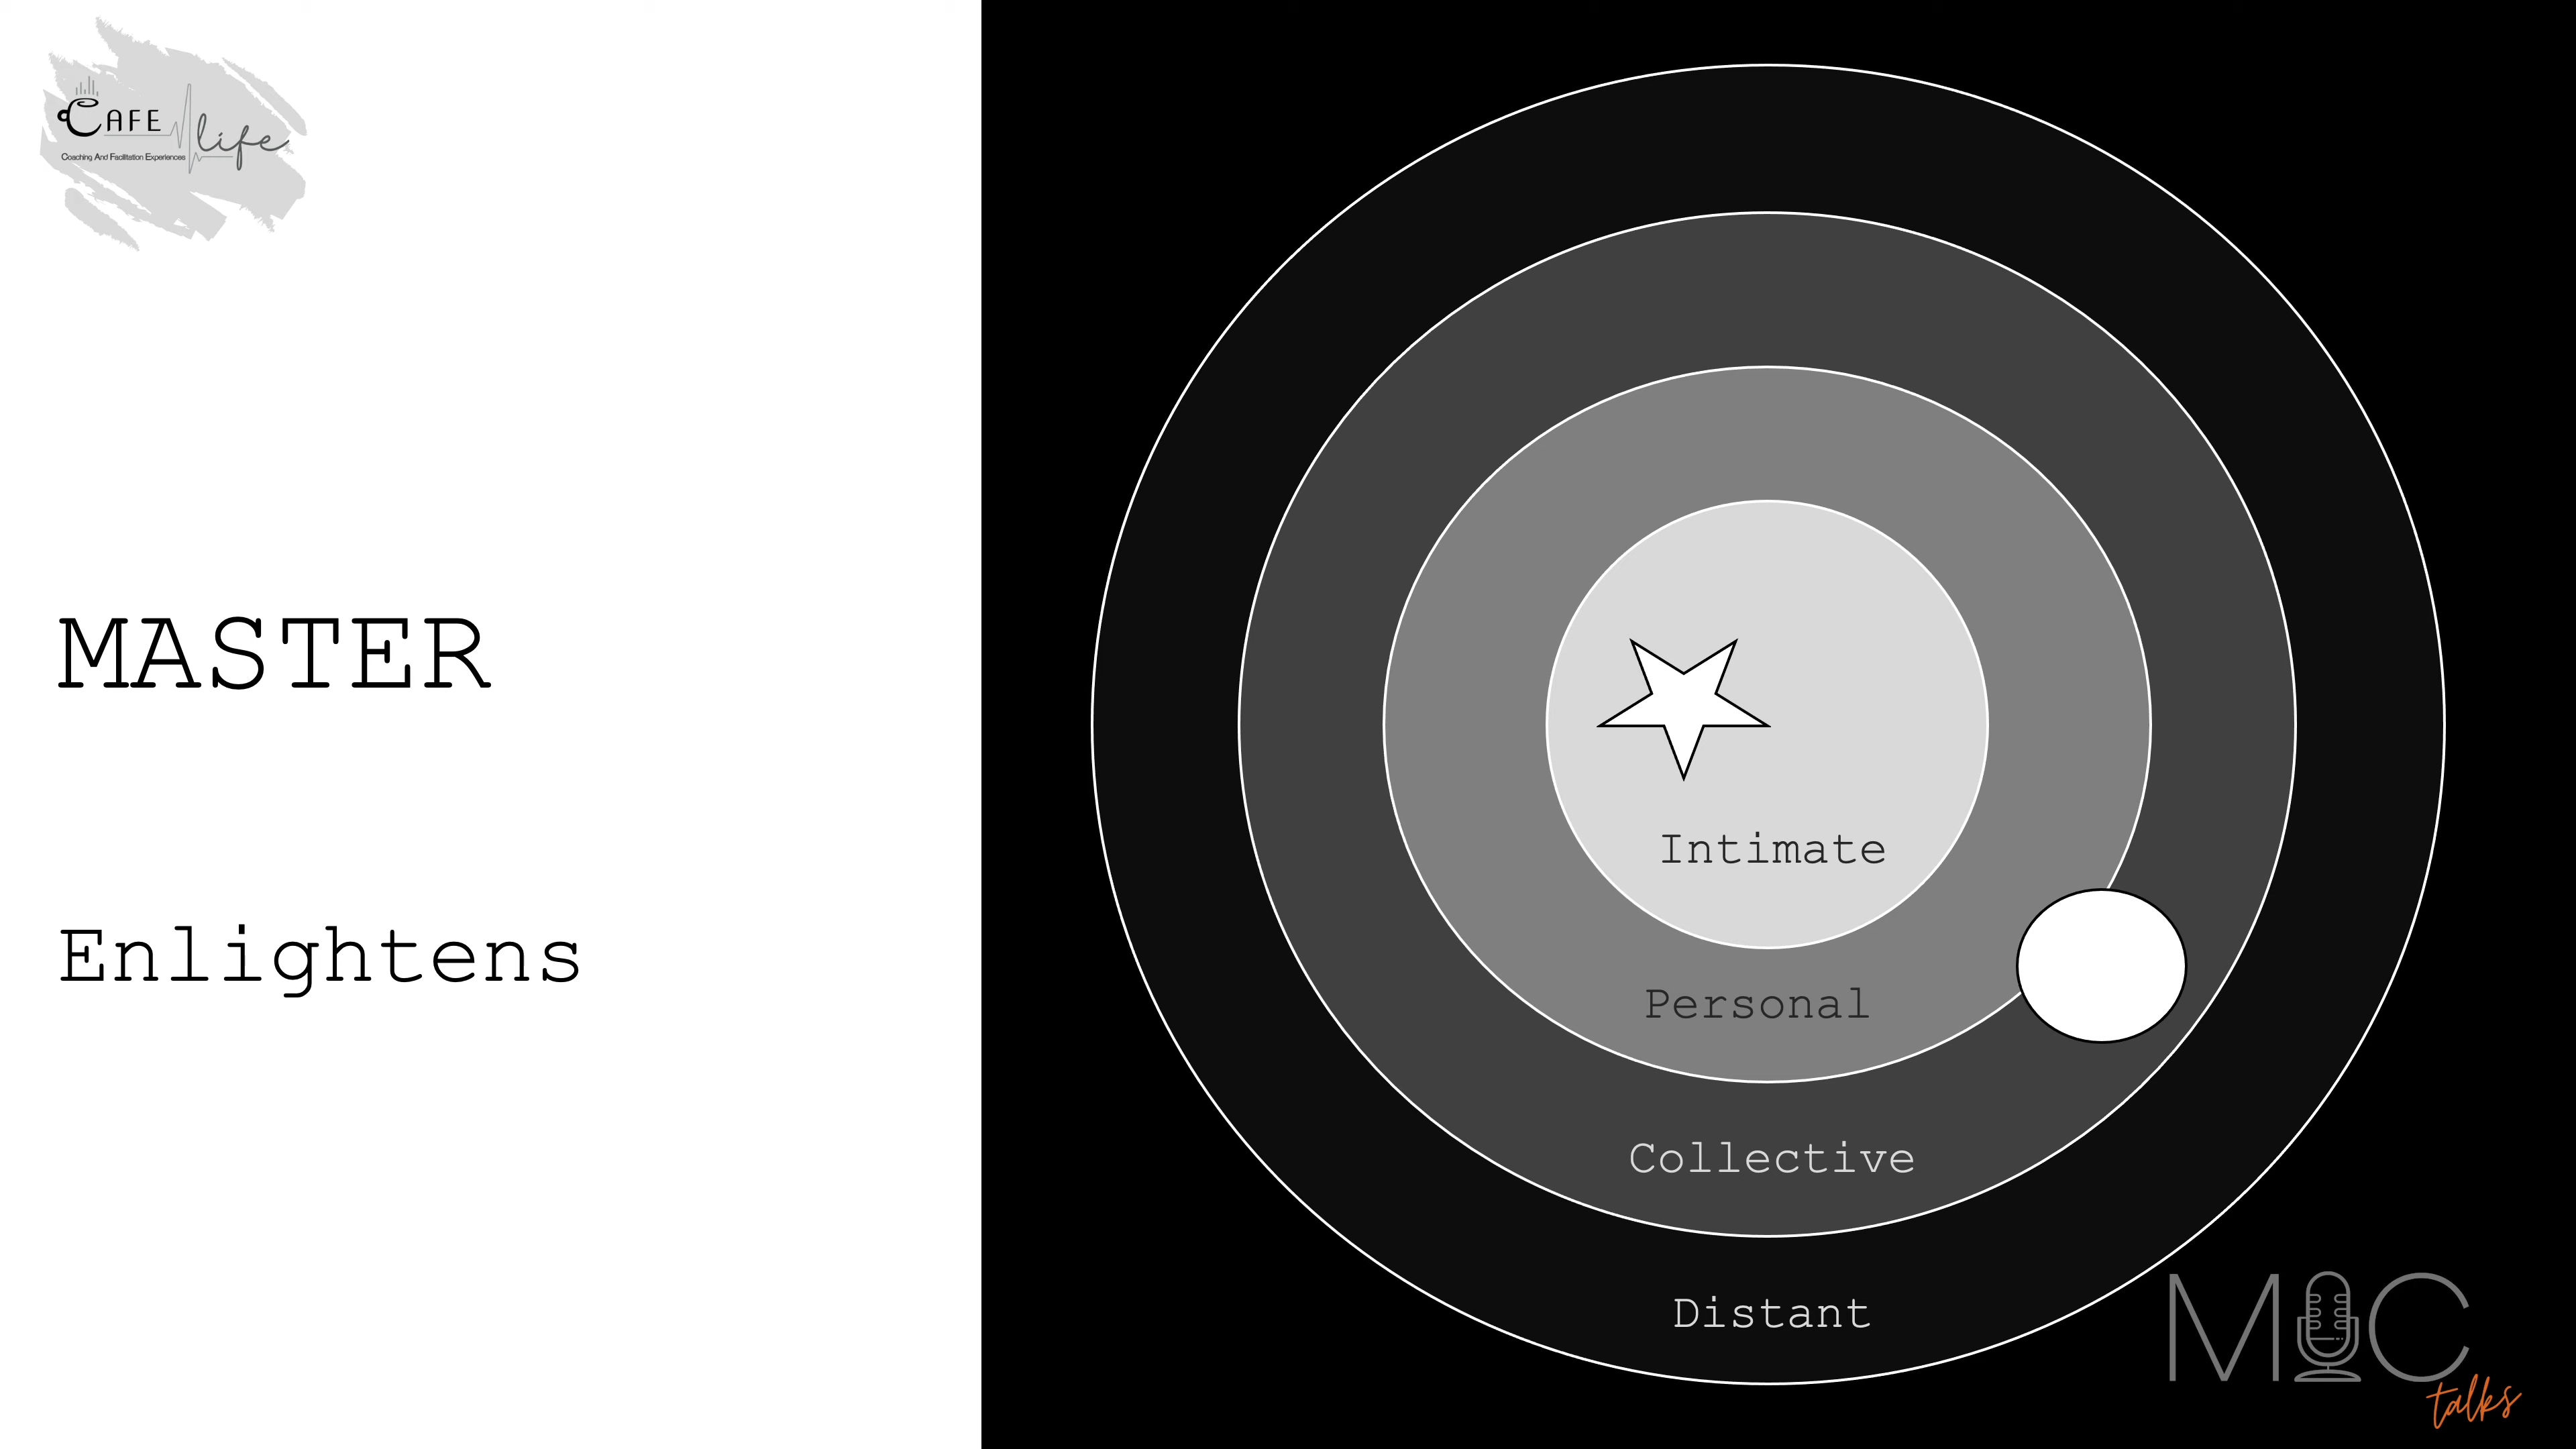 CAFE life
Coaching And Facilitation Experiences
MASTER
Enlightens
Intimate
Personal
Collective
Distant
MIC
talks